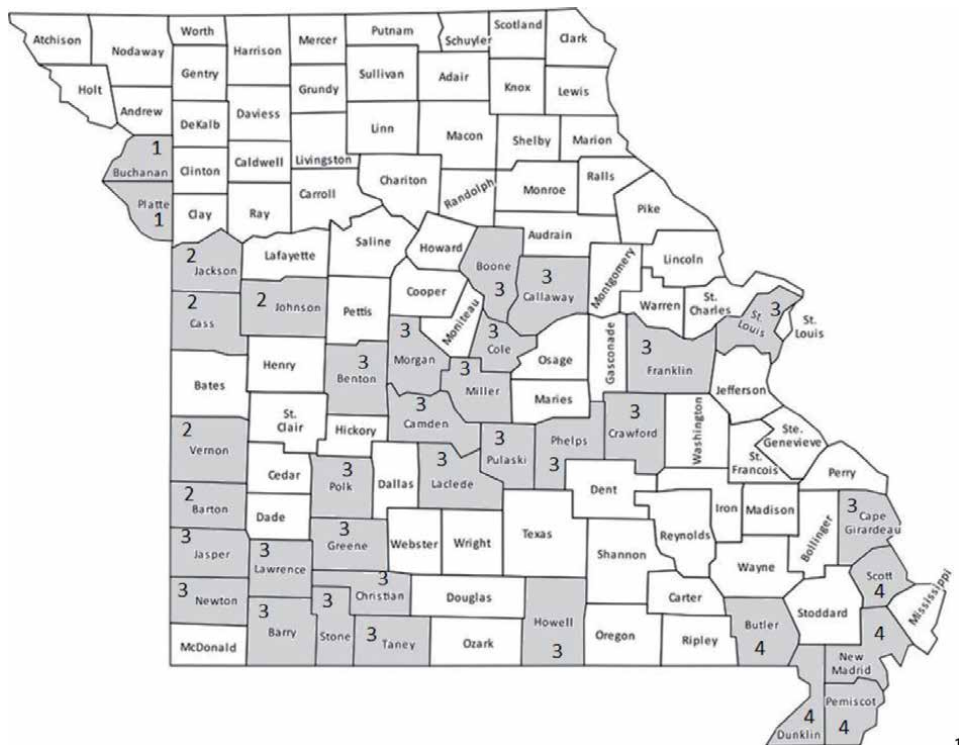 Atchison
Nodaway
Worth
Harrison
Mercer
Putnam
Schuyler
Scotland
Clark
Holt
Andrew
Gentry
DeKalb
Daviess
Grundy
Sullivan
Adair
Knox
Lewis
Linn
Macon
Shelby
Marion
1
Buchanan
Clinton
Caldwell
Livingston
Chariton
Randolph
Monroe
Ralls
Platte
1
Clay
Ray
Carroll
Pike
Saline
Howard
Audrain
2
Jackson
Lafayette
Boone
3
3
Callaway
Montgomery
Lincoln
2
Cass
2 Johnson
Pettis
Cooper
Moniteau
Warren
St.
Charles
St. Louis
3
St.
Louis
3
Morgan
3
Cole
Osage
Gasconade
3
Franklin
Bates
Henry
3
Benton
3
Miller
Maries
Jefferson
St.
Clair
Hickory
3
Camden
2
Vernon
3
Pulaski
Phelps
3
3
Crawford
Washington
Ste.
Genevieve
St.
Francois
Perry
Cedar
3
Polk
Dallas
3
Laclede
Dent
Iron
Madison
Bollinger
2
Barton
Dade
3
Cape
Girardeau
3
Jasper
3
Lawrence
3
Greene
Webster
Wright
Texas
Shannon
Reynolds
Wayne
Scott
4
Mississippi
3
Newton
3
Christian
Douglas
Carter
Stoddard
McDonald
3
Barry
3
Stone
3
Taney
Ozark
Howell
3
Oregon
Ripley
Butler
4
4
New
Madrid
4
Dunklin
Pemiscot
4
1